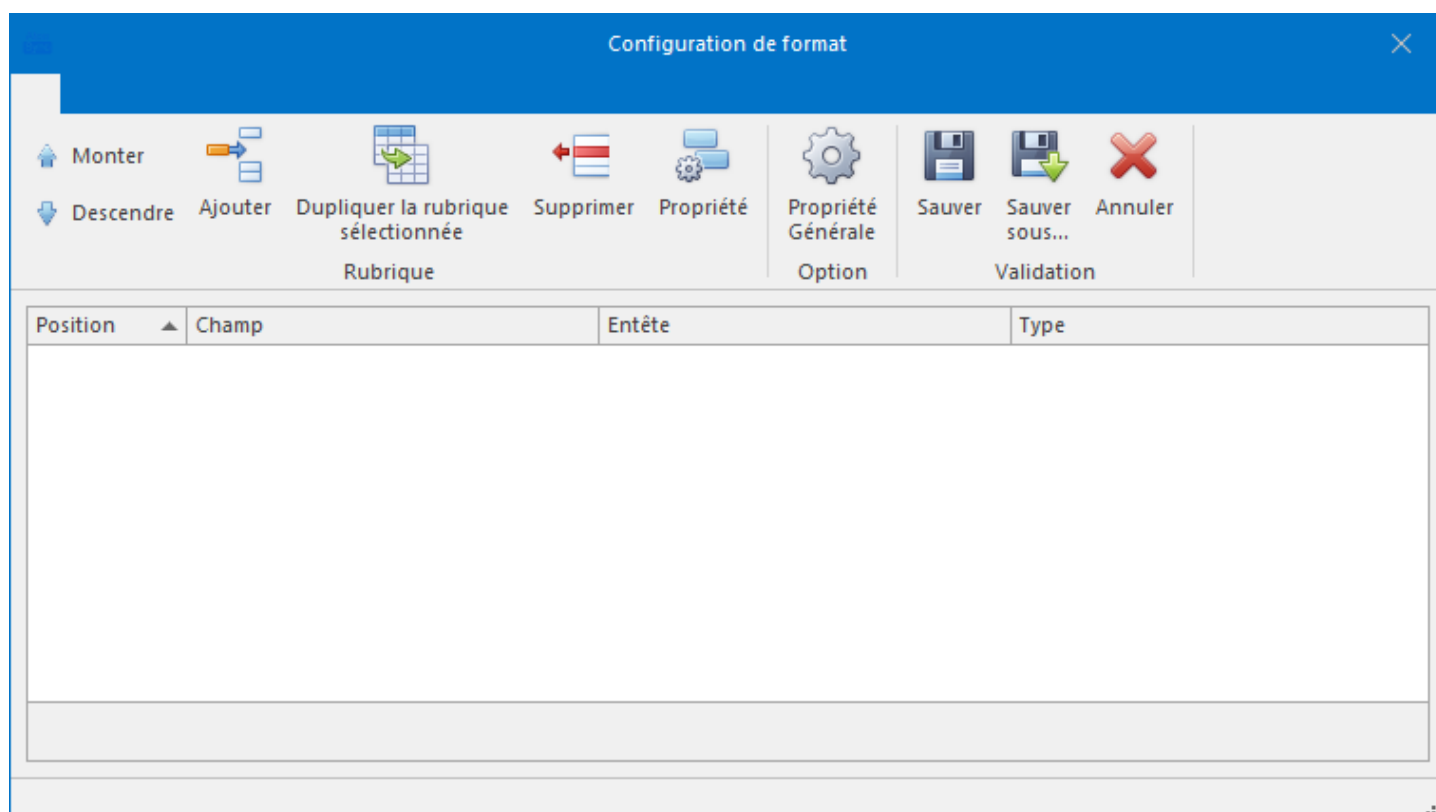 Configuration de format
Monter
Descendre
Ajouter
Dupliquer la rubrique
sélectionnée
Supprimer
Propriété
Rubrique
Propriété
Générale
Option
Sauver
Sauver
sous...
Annuler
Validation
Position Champ Entête Type